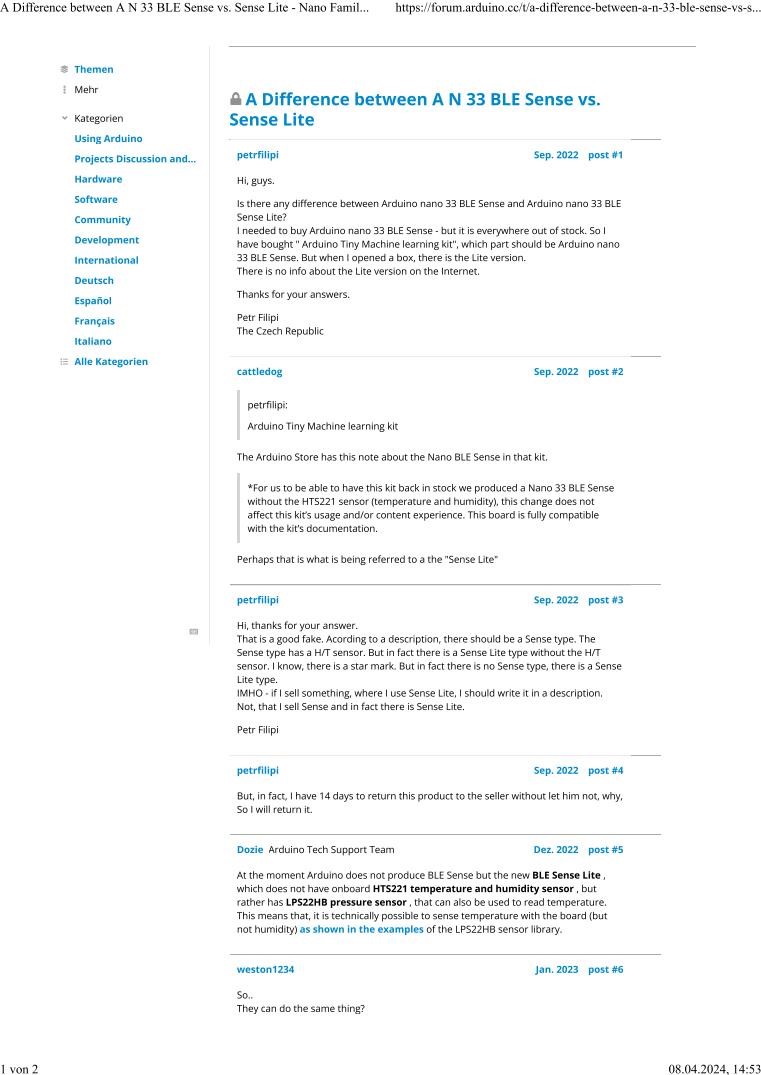 A Difference between A N 33 BLE Sense vs. Sense Lite - Nano Famil...
https://forum.arduino.cc/t/a-difference-between-a-n-33-ble-sense-vs-s...
Themen
Mehr
Kategorien
Using Arduino
Projects Discussion and...
Hardware
Software
Community
Development
International
Deutsch
Español
Français
Italiano
Alle Kategorien
A Difference between A N 33 BLE Sense vs.
Sense Lite
petrfilipi Sep. 2022 post #1
Hi, guys.
Is there any difference between Arduino nano 33 BLE Sense and Arduino nano 33 BLE
Sense Lite?
I needed to buy Arduino nano 33 BLE Sense - but it is everywhere out of stock. So I
have bought " Arduino Tiny Machine learning kit", which part should be Arduino nano
33 BLE Sense. But when I opened a box, there is the Lite version.
There is no info about the Lite version on the Internet.
Thanks for your answers.
Petr Filipi
The Czech Republic
cattledog Sep. 2022 post #2
petrfilipi:
Arduino Tiny Machine learning kit
The Arduino Store has this note about the Nano BLE Sense in that kit.
*For us to be able to have this kit back in stock we produced a Nano 33 BLE Sense
without the HTS221 sensor (temperature and humidity), this change does not
affect this kit's usage and/or content experience. This board is fully compatible
with the kit's documentation.
Perhaps that is what is being referred to a the "Sense Lite"
petrfilipi Sep. 2022 post #3
Hi, thanks for your answer.
That is a good fake. Acording to a description, there should be a Sense type. The
Sense type has a H/T sensor. But in fact there is a Sense Lite type without the H/T
sensor. I know, there is a star mark. But in fact there is no Sense type, there is a Sense
Lite type.
IMHO - if I sell something, where I use Sense Lite, I should write it in a description.
Not, that I sell Sense and in fact there is Sense Lite.
Petr Filipi
petrfilipi Sep. 2022 post #4
But, in fact, I have 14 days to return this product to the seller without let him not, why,
So I will return it.
Dozie Arduino Tech Support Team Dez. 2022 post #5
At the moment Arduino does not produce BLE Sense but the new BLE Sense Lite ,
which does not have onboard HTS221 temperature and humidity sensor , but
rather has LPS22HB pressure sensor , that can also be used to read temperature.
This means that, it is technically possible to sense temperature with the board (but
not humidity) as shown in the examples of the LPS22HB sensor library.
weston1234 Jan. 2023 post #6
So..
They can do the same thing?
1 von 2
08.04.2024, 14:53